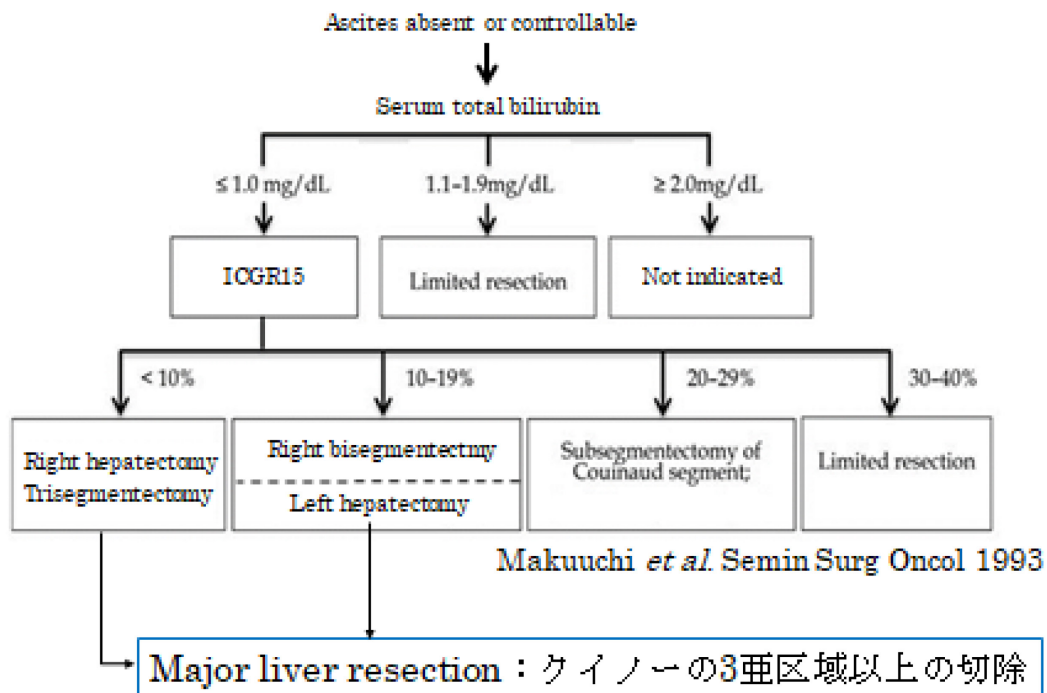 Ascites absent or controllable
Serum total bilirubin
≤ 1.0 mg/dL
1.1–1.9mg/dL
≥ 2.0mg/dL
ICGR15
Limited resection
Not indicated
< 10%
10–19%
20–29%
30–40%
Right hepatectomy
Trisegmentectomy
Right bisegmentectmy
Left hepatectomy
Subsegmentectomy of
Couinaud segment;
Limited resection
Makuuchi et al. Semin Surg Oncol 1993
Major liver resection：クイノーの3亜区域以上の切除